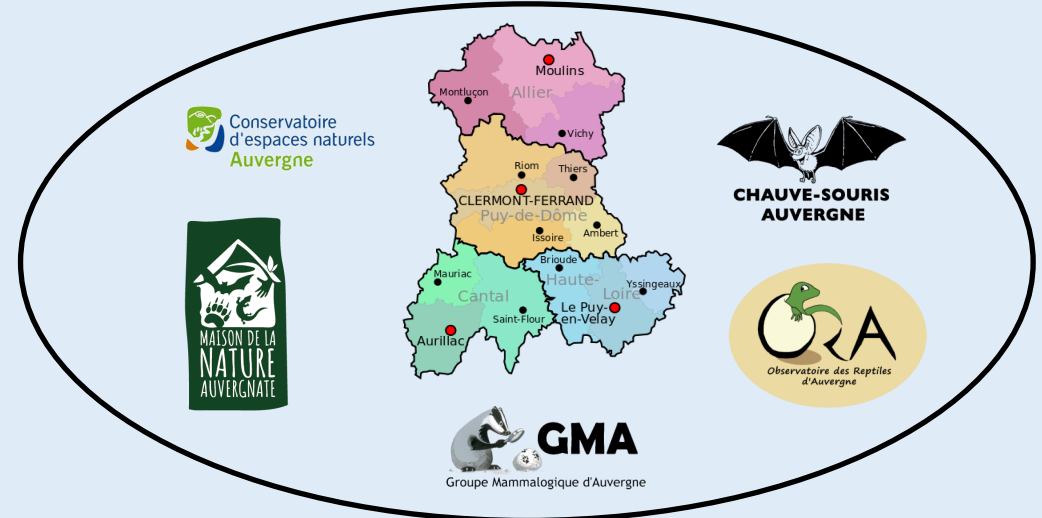 Conservatoire
d'espaces naturels
Auvergne
MAISON DE LA
NATURE
AUVERGNATE
Moulins
Montluçon
Allier
Vichy
Riom
Thiers
CLERMONT-FERRAND
Puy-de-Dôme
Issoire
Ambert
Brioude
Mauriac
Haute-
Loire
Yssingeaux
Cantal
Le Puy-
en-Velay
Saint-Flour
Aurillac
GMA
Groupe Mammalogique d'Auvergne
CHAUVE-SOURIS
AUVERGNE
ORA
Observatoire des Reptiles
d'Auvergne